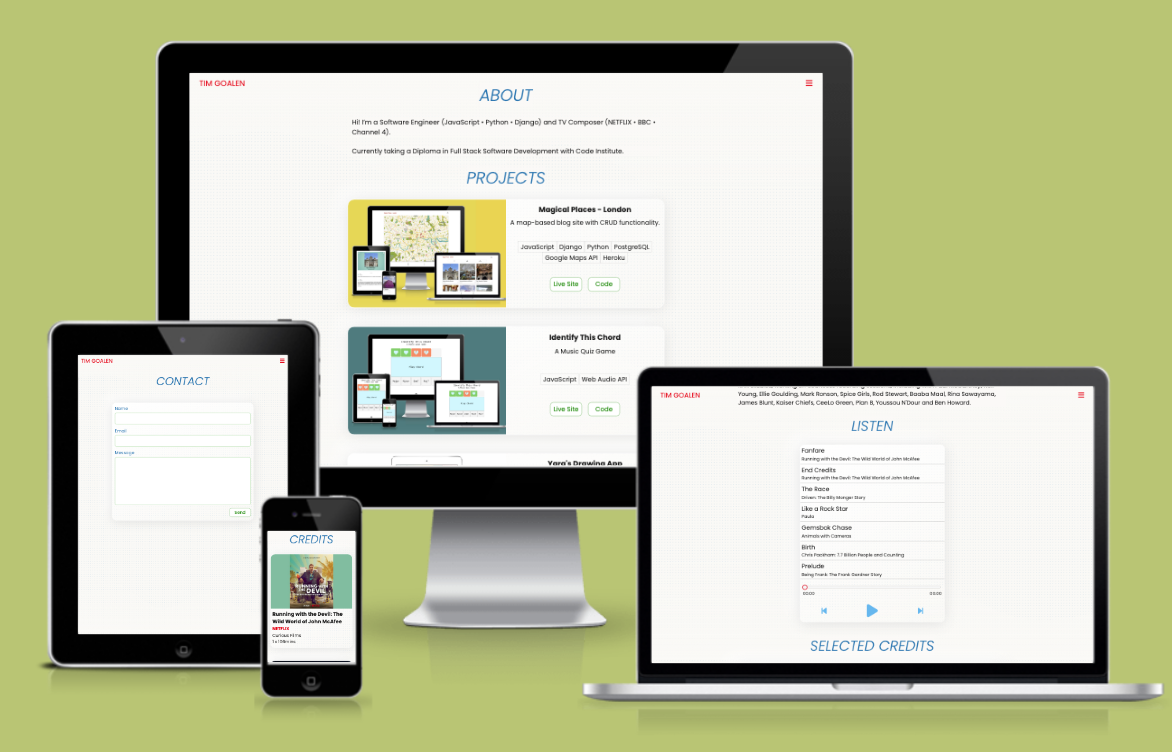 TIM GOALEN
ABOUT
Hi! I'm a Software Engineer (JavaScript • Python • Django) and TV Composer (NETFLIX • BBC •
Channel 4).
Currently taking a Diploma in Full Stack Software Development with Code Institute.
PROJECTS
Magical Places - London
A map-based blog site with CRUD functionality.
JavaScript Django Python PostgreSQL
Google Maps API Heroku
Live Site Code
Identify This Chord
A Music Quiz Game
JavaScript Web Audio API
Live Site Code
Yara's Drawing App
TIM GOALEN
CONTACT
Name
Email
Message
Send
CREDITS
RUNNING WITH
THE DEVIL
Running with the Devil: The
Wild World of John McAfee
NETFLIX
Curious Films
TIM GOALEN
Young, Ellie Goulding, Mark Ronson, Spice Girls, Rod Stewart, Baaba Maal, Rina Sawayama,
James Blunt, Kaiser Chiefs, CeeLo Green, Plan B, Youssou N'Dour and Ben Howard.
LISTEN
Fanfare
Running with the Devil: The Wild World of John McAfee
End Credits
Running with the Devil: The Wild World of John McAfee
The Race
Driven: The Billy Monger Story
Like a Rock Star
Paula
Gemsbok Chase
Animals with Cameras
Birth
Chris Packham: 7.7 Billion People and Counting
Prelude
Being Frank: The Frank Gardner Story
00:00 00:00
SELECTED CREDITS